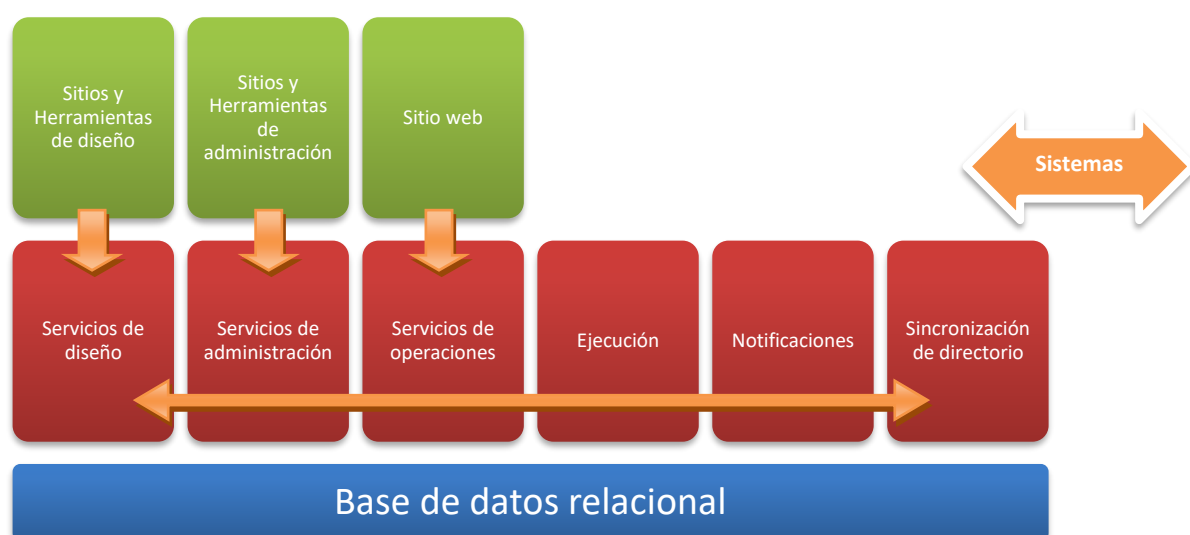 Sitios y
Herramientas
de diseño
Sitios y
Herramientas
de
administración
Sitio web
Sistemas
Servicios de
diseño
Servicios de
administración
Servicios de
operaciones
Ejecución
Notificaciones
Sincronización
de directorio
Base de datos relacional